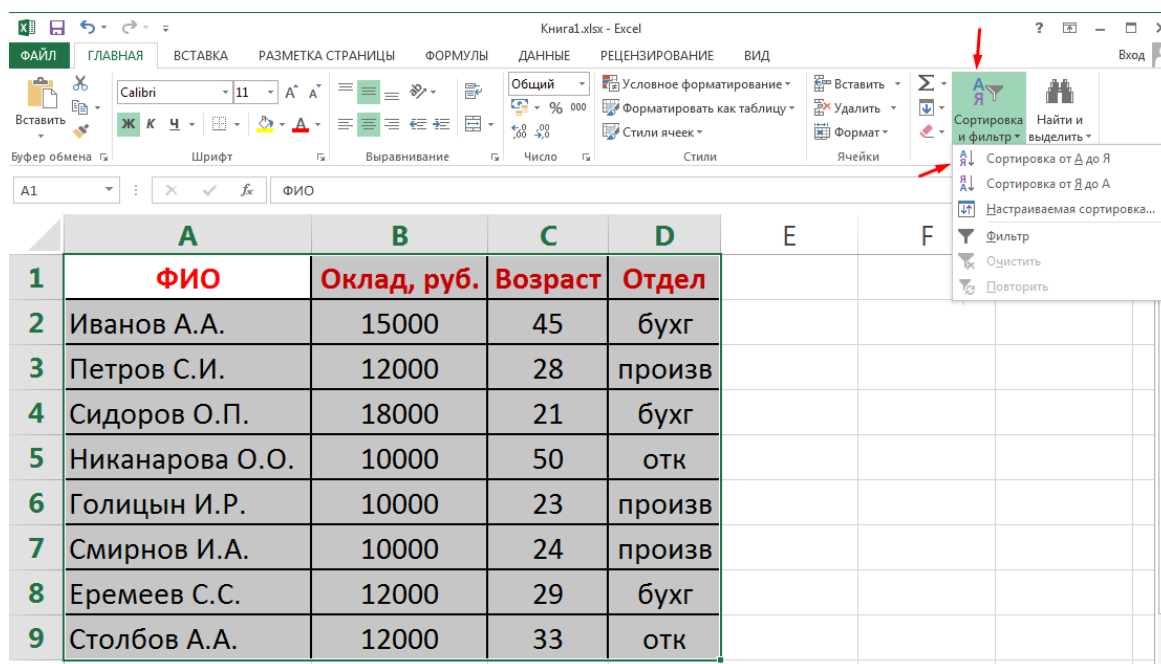 Книга1.xlsx - Excel
?
ФАЙЛ ГЛАВНАЯ ВСТАВКА РАЗМЕТКА СТРАНИЦЫ ФОРМУЛЫ ДАННЫЕ РЕЦЕНЗИРОВАНИЕ ВИД Вход
Вставить
Буфер обмена
Calibri 11 A A
Ж К Ч А
Шрифт
Выравнивание
Общий
% 000
Число
Условное форматирование
Форматировать как таблицу
Стили ячеек
Стили
Вставить
Удалить
Формат
Ячейки
Σ
Сортировка
и фильтр
Найти и
выделить
Сортировка от А до Я
Сортировка от Я до А
Настраиваемая сортировка...
Фильтр
Очистить
Повторить
A1 fx ФИО
A B C D E F
1 ФИО Оклад, руб. Возраст Отдел
2 Иванов А.А. 15000 45 бухг
3 Петров С.И. 12000 28 произв
4 Сидоров О.П. 18000 21 бухг
5 Никанарова О.О. 10000 50 отк
6 Голицын И.Р. 10000 23 произв
7 Смирнов И.А. 10000 24 произв
8 Еремеев С.С. 12000 29 бухг
9 Столбов А.А. 12000 33 отк